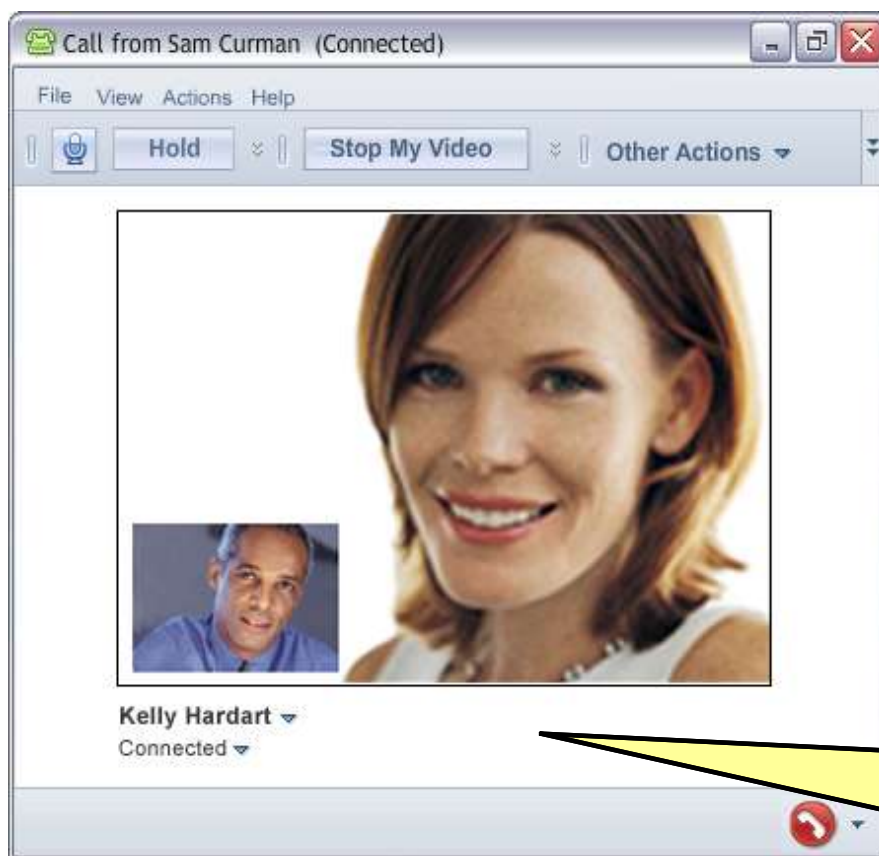 Call from Sam Curman (Connected)
File View Actions Help
Hold Stop My Video Other Actions
Kelly Hardart
Connected